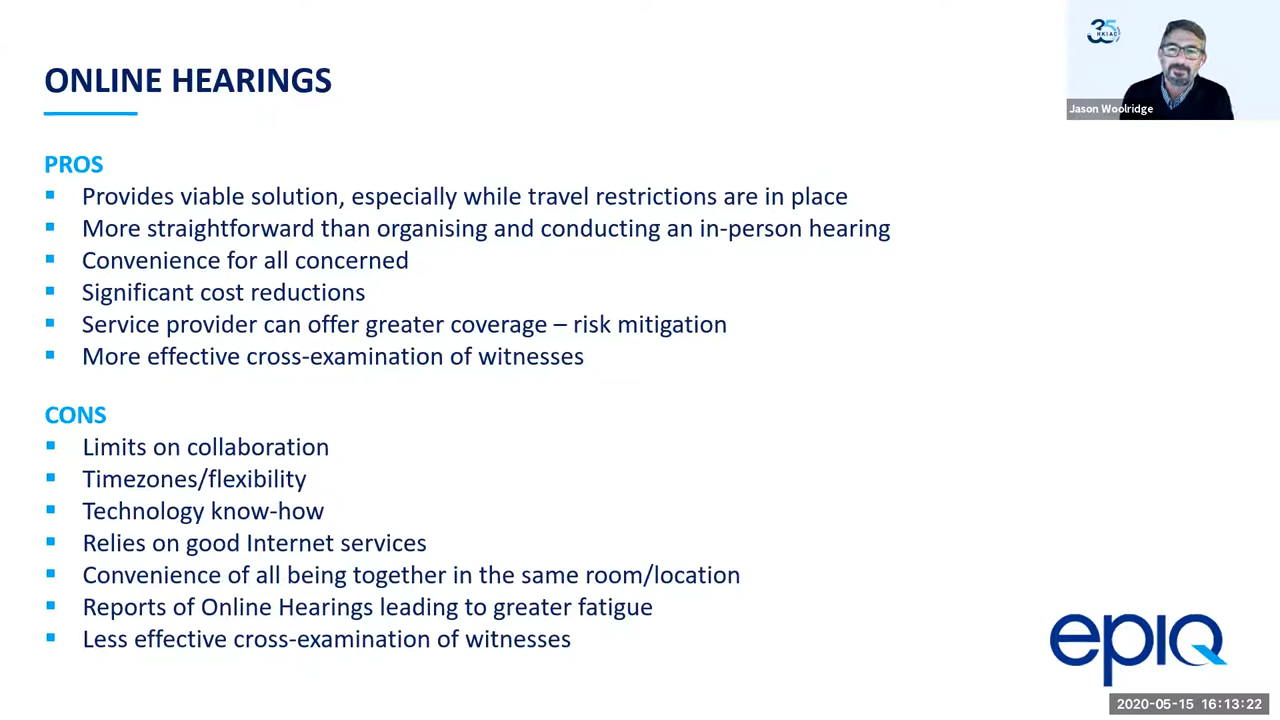 ONLINE HEARINGS
35
HKIAC
Jason Woolridge
PROS
Provides viable solution, especially while travel restrictions are in place
More straightforward than organising and conducting an in-person hearing
Convenience for all concerned
Significant cost reductions
Service provider can offer greater coverage – risk mitigation
More effective cross-examination of witnesses
CONS
Limits on collaboration
Timezones/flexibility
Technology know-how
Relies on good Internet services
Convenience of all being together in the same room/location
Reports of Online Hearings leading to greater fatigue
Less effective cross-examination of witnesses
epiq
2020-05-15 16:13:22